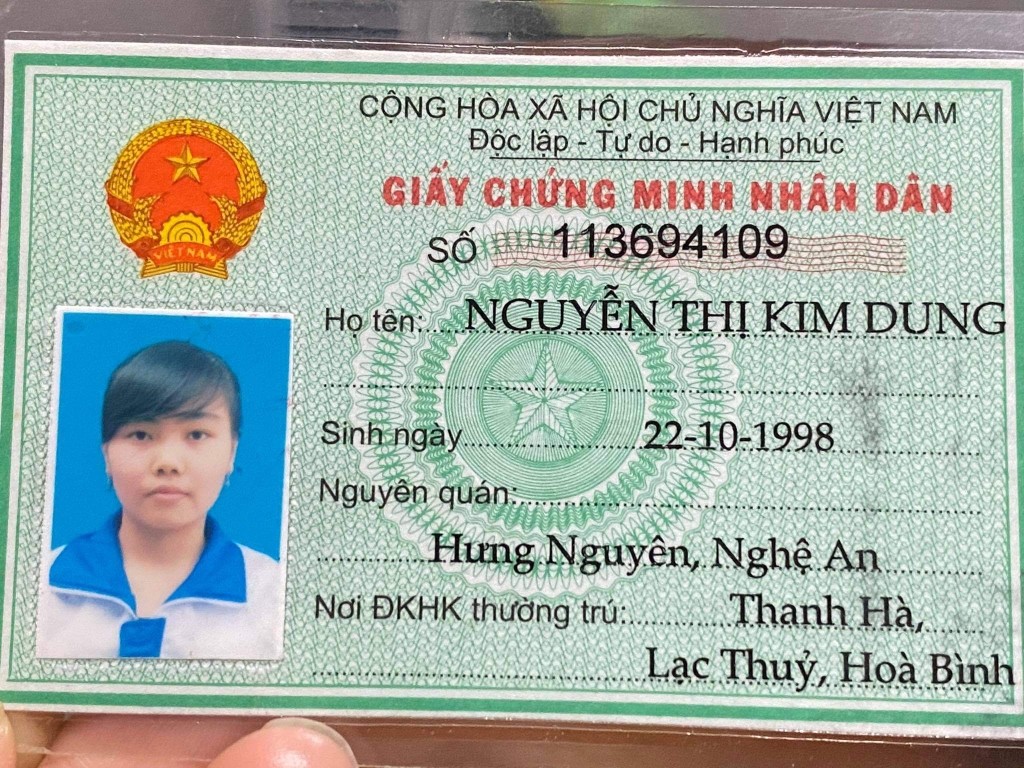 CỘNG HÒA XÃ HỘI CHỦ NGHĨA VIỆT NAM
Độc lập - Tự do - Hạnh phúc
GIẤY CHỨNG MINH NHÂN DÂN
SỐ 113694109
VIỆT NAM
Họ tên: NGUYỄN THỊ KIM DUNG
Sinh ngày 22-10-1998
Nguyên quán:
Hưng Nguyên, Nghệ An
Nơi ĐKHK thường trú: Thanh Hà,
Lạc Thuỷ, Hoà Bình